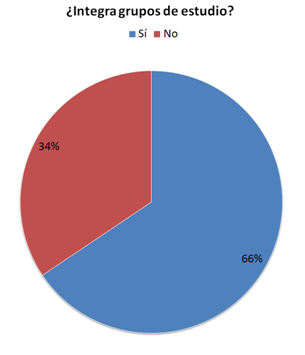 ¿Integra grupos de estudio?
Sí No
34%
66%